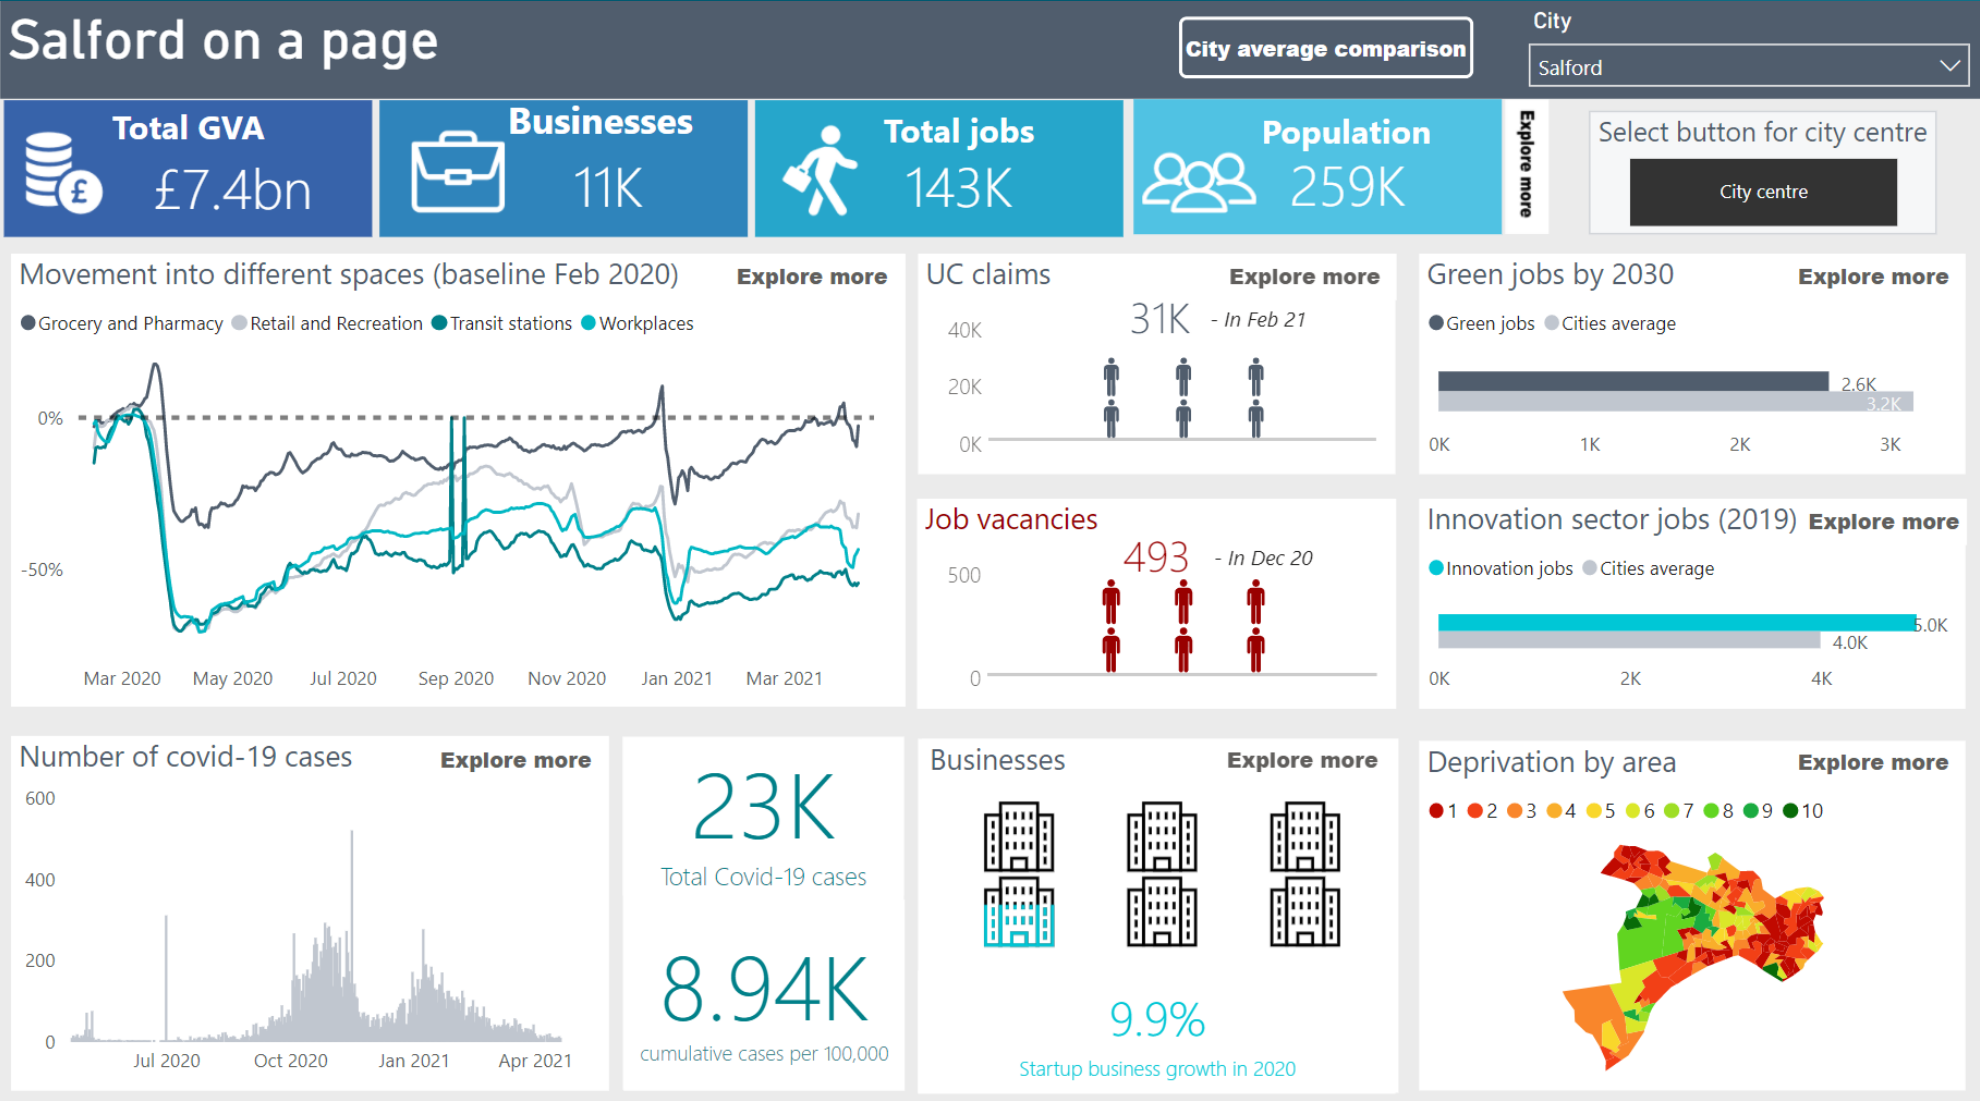 Salford on a page
City average comparison
City
Salford
Total GVA
£7.4bn
Businesses
11K
Total jobs
143K
Population
259K
Explore more
Select button for city centre
City centre
Movement into different spaces (baseline Feb 2020)
Explore more
Grocery and Pharmacy Retail and Recreation Transit stations Workplaces
0%
-50%
Mar 2020 May 2020 Jul 2020 Sep 2020 Nov 2020 Jan 2021 Mar 2021
UC claims
Explore more
31K - In Feb 21
40K
20K
0K
Green jobs by 2030
Explore more
Green jobs Cities average
2.6K
3.2K
0K 1K 2K 3K
Job vacancies
493 - In Dec 20
500
0
Innovation sector jobs (2019)
Explore more
Innovation jobs Cities average
5.0K
4.0K
0K 2K 4K
Number of covid-19 cases
Explore more
600
400
200
0
Jul 2020 Oct 2020 Jan 2021 Apr 2021
23K
Total Covid-19 cases
8.94K
cumulative cases per 100,000
Businesses
Explore more
9.9%
Startup business growth in 2020
Deprivation by area
Explore more
1 2 3 4 5 6 7 8 9 10